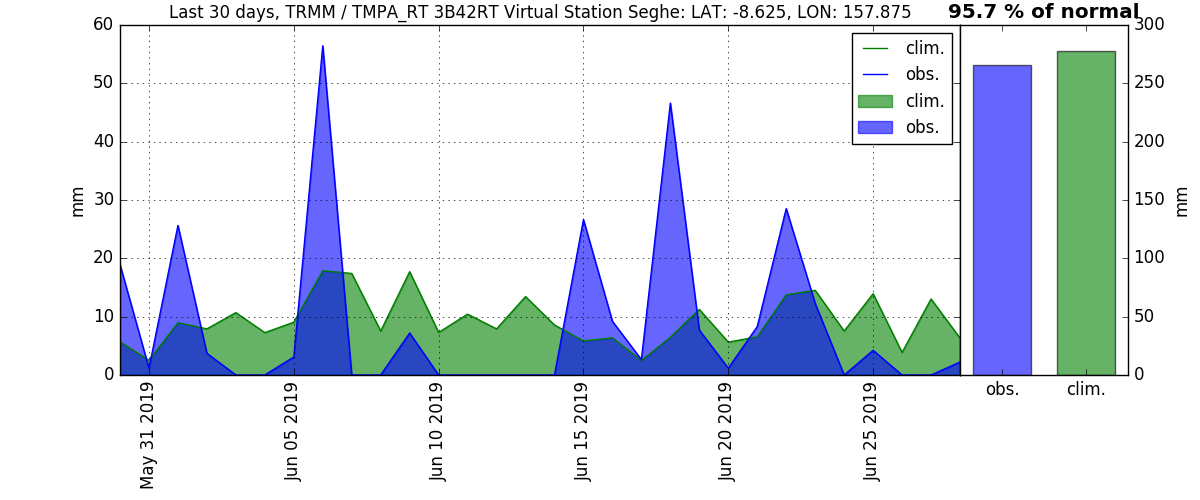 Last 30 days, TRMM / TMPA_RT 3B42RT Virtual Station Seghe: LAT: -8.625, LON: 157.875
95.7 % of normal
60
50
40
30
20
10
0
mm
clim.
obs.
clim.
obs.
May 31 2019
Jun 05 2019
Jun 10 2019
Jun 15 2019
Jun 20 2019
Jun 25 2019
300
250
200
150
100
50
0
mm
obs.
clim.